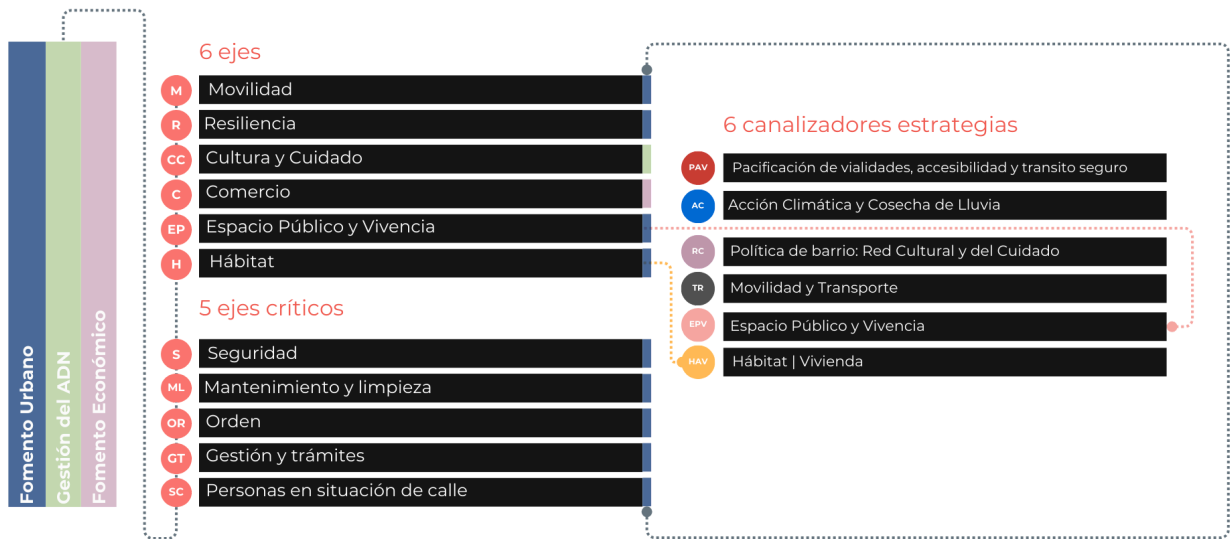 Fomento Urbano
Gestión del ADN
Fomento Económico
6 ejes
M Movilidad
R Resiliencia
CC Cultura y Cuidado
C Comercio
EP Espacio Público y Vivencia
H Hábitat
5 ejes críticos
S Seguridad
ML Mantenimiento y limpieza
OR Orden
GT Gestión y trámites
SC Personas en situación de calle
6 canalizadores estrategias
PAV Pacificación de vialidades, accesibilidad y transito seguro
AC Acción Climática y Cosecha de Lluvia
RC Política de barrio: Red Cultural y del Cuidado
TR Movilidad y Transporte
EPV Espacio Público y Vivencia
HAV Hábitat | Vivienda